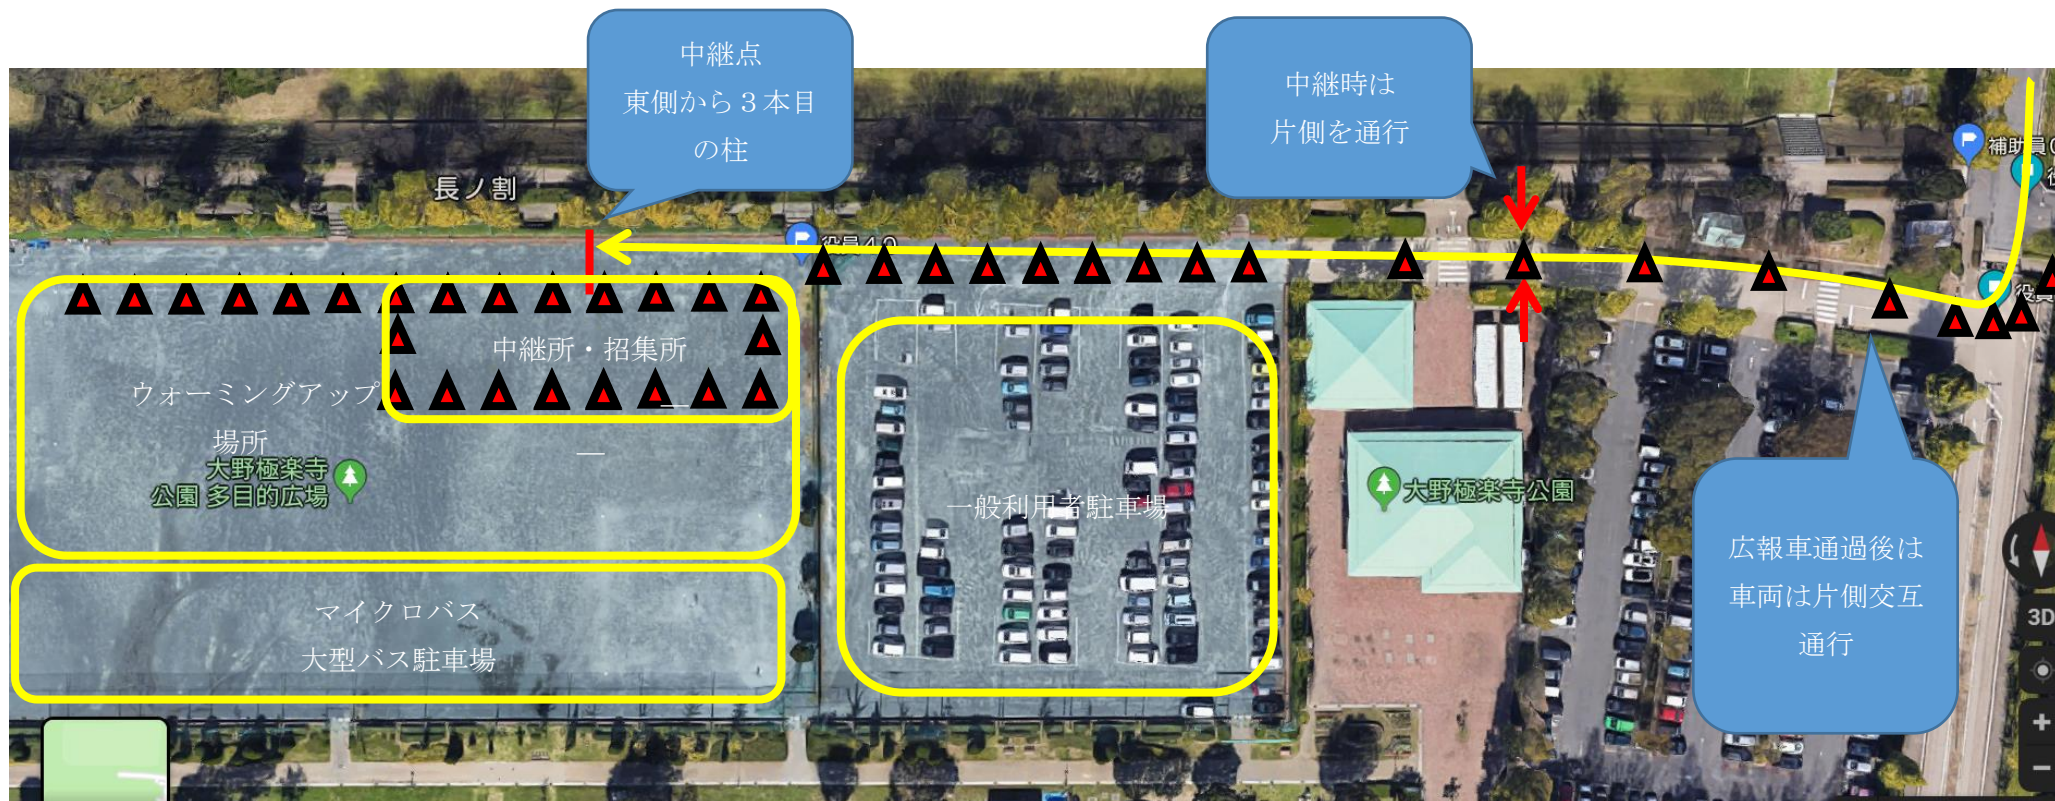 中継点
東側から３本目
の柱
中継時は
片側を通行
補助員
長ノ割
役員４０
役員
中継所・招集所
ウォーミングアップ
場所
大野極楽寺
公園 多目的広場
一般利用者駐車場
大野極楽寺公園
広報車通過後は
車両は片側交互
通行
マイクロバス
大型バス駐車場
3D
+
−